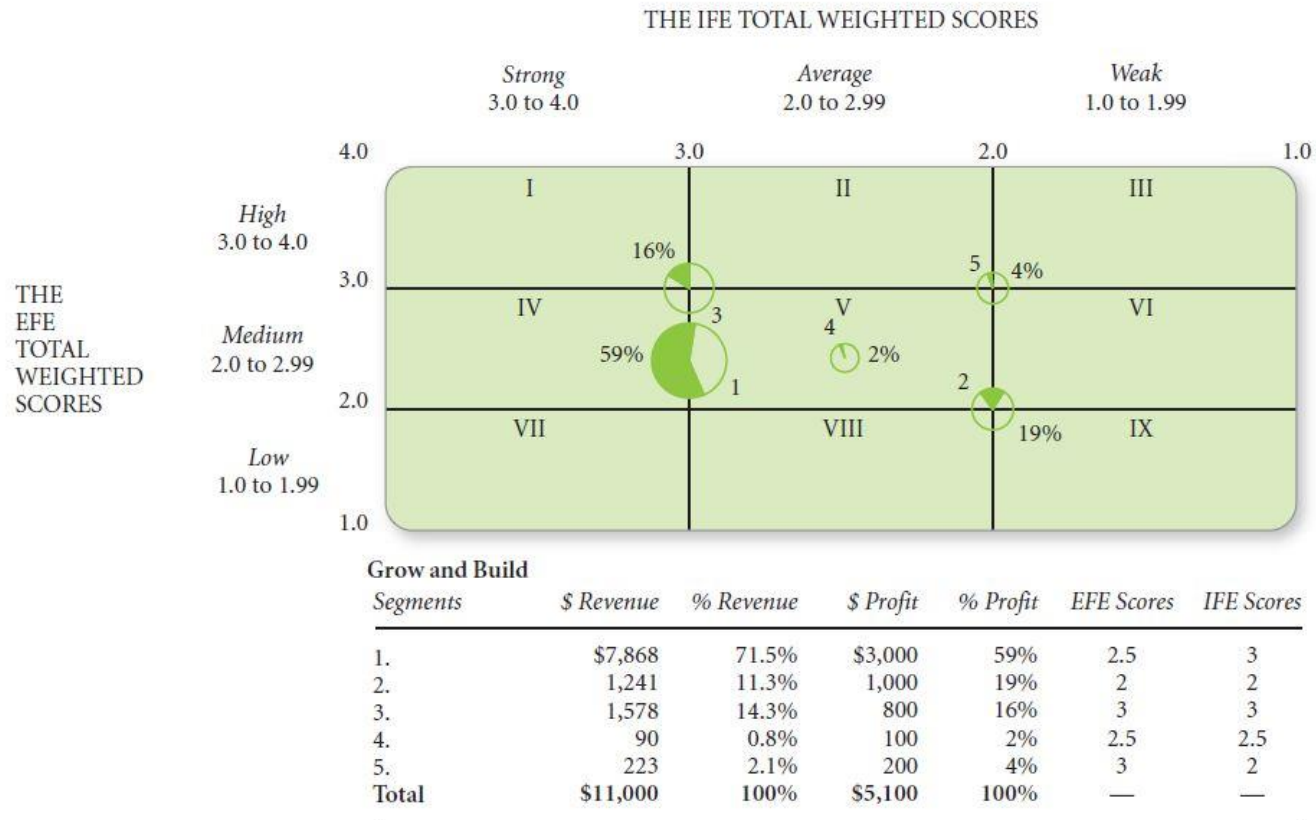 THE IFE TOTAL WEIGHTED SCORES
Strong Average Weak
3.0 to 4.0 2.0 to 2.99 1.0 to 1.99
4.0 3.0 2.0 1.0
I II III
High
3.0 to 4.0
16%
5 4%
3.0
THE
EFE
TOTAL
WEIGHTED
SCORES
IV V VI
3
Medium
2.0 to 2.99
4
59% 2%
1 2
2.0
VII VIII 19% IX
Low
1.0 to 1.99
1.0
Grow and Build
Segments $ Revenue % Revenue $ Profit % Profit EFE Scores IFE Scores
1. $7,868 71.5% $3,000 59% 2.5 3
2. 1,241 11.3% 1,000 19% 2 2
3. 1,578 14.3% 800 16% 3 3
4. 90 0.8% 100 2% 2.5 2.5
5. 223 2.1% 200 4% 3 2
Total $11,000 100% $5,100 100% — —